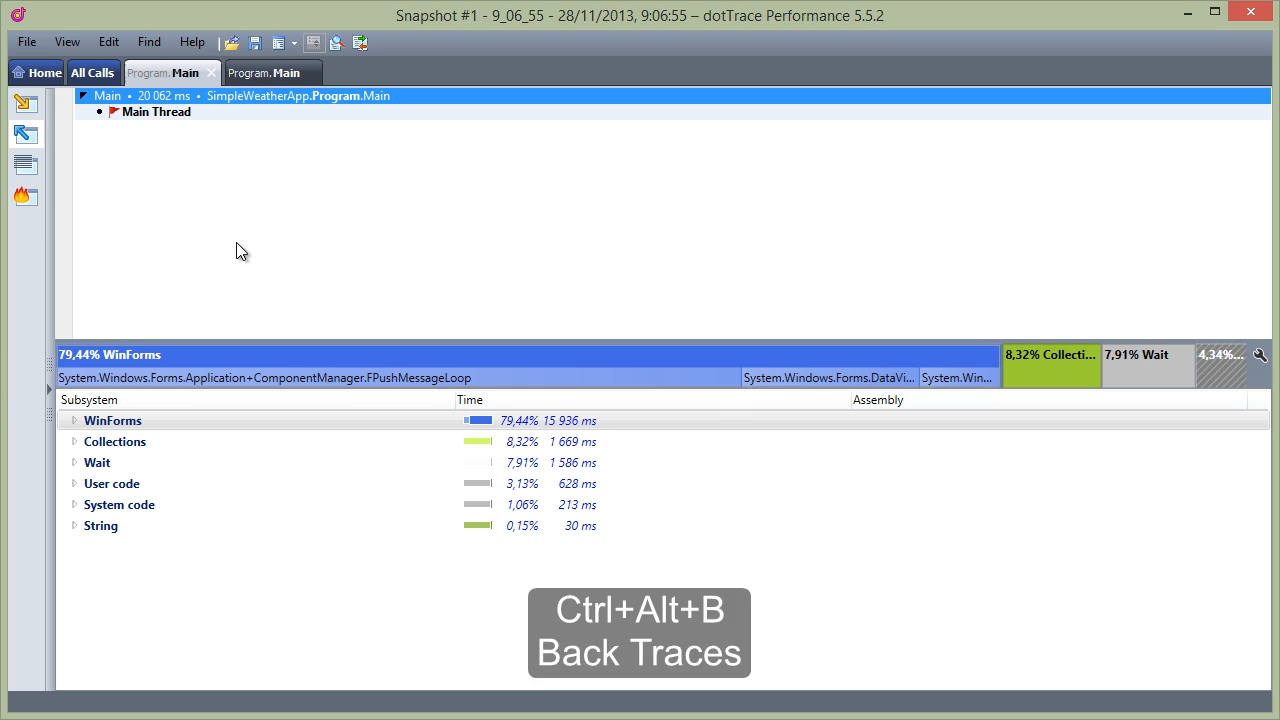 Snapshot #1 - 9_06_55 - 28/11/2013, 9:06:55 – dotTrace Performance 5.5.2
File View Edit Find Help
Home All Calls Program.Main Program.Main
Main • 20 062 ms • SimpleWeatherApp.Program.Main
Main Thread
79,44% WinForms 8,32% Collecti... 7,91% Wait 4,34%...
System.Windows.Forms.Application+ComponentManager.FPushMessageLoop System.Windows.Forms.DataVi... System.Win...
Subsystem Time Assembly
WinForms 79,44% 15 936 ms
Collections 8,32% 1 669 ms
Wait 7,91% 1 586 ms
User code 3,13% 628 ms
System code 1,06% 213 ms
String 0,15% 30 ms
Ctrl+Alt+B
Back Traces